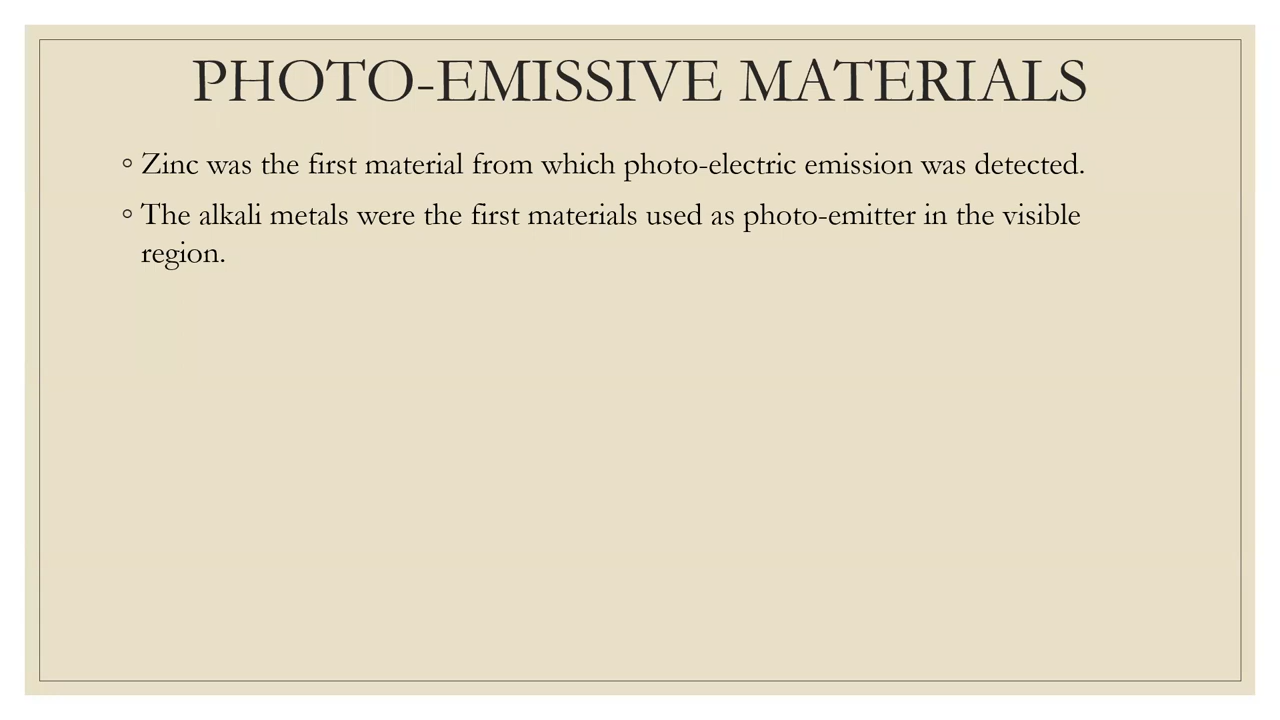 PHOTO-EMISSIVE MATERIALS
◦ Zinc was the first material from which photo-electric emission was detected.
◦ The alkali metals were the first materials used as photo-emitter in the visible
region.